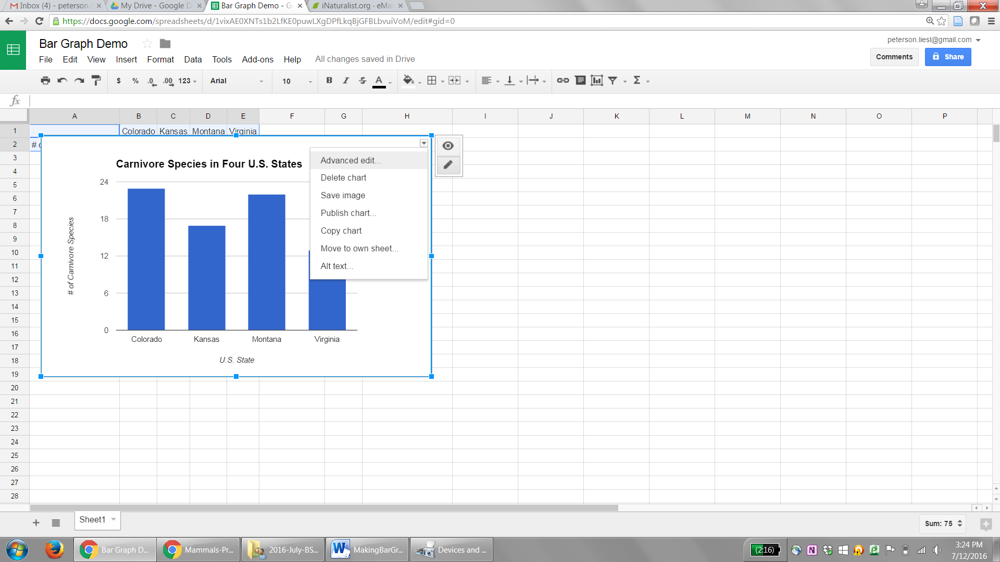 Inbox (4) - peterson.
My Drive - Google D
Bar Graph Demo - G
iNaturalist.org · eMa
https://docs.google.com/spreadsheets/d/1vixAE0XNTs1b2LfKE0puwLXgDPfLkqBjGFBLbvuiVoM/edit#gid=0
Bar Graph Demo
peterson.liesl@gmail.com
File Edit View Insert Format Data Tools Add-ons Help All changes saved in Drive
Comments Share
$ % .0 .00 123 Arial 10 B I S A Σ
fx
A B C D E F G H I J K L M N O P
1 Colorado Kansas Montana Virginia
2 # c
3
4
5
6
7
8
9
10
11
12
13
14
15
16
17
18
19
20
21
22
23
24
25
26
27
28
Carnivore Species in Four U.S. States
# of Carnivore Species
24
18
12
6
0
Colorado Kansas Montana Virginia
U.S. State
Advanced edit...
Delete chart
Save image
Publish chart...
Copy chart
Move to own sheet...
Alt text...
+ Sheet1
Sum: 75
Bar Graph D...
Mammals-Pr...
2016-July-BS...
MakingBarGr...
Devices and ...
(2:16)
3:24 PM
7/12/2016